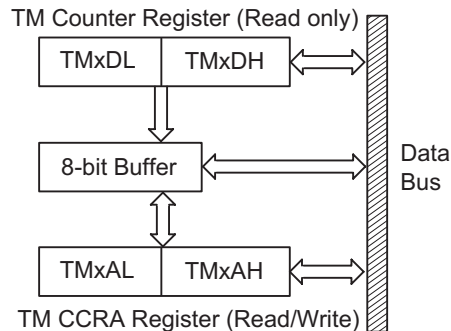 TM Counter Register (Read only)
TMxDL TMxDH
8-bit Buffer
Data
Bus
TMxAL TMxAH
TM CCRA Register (Read/Write)